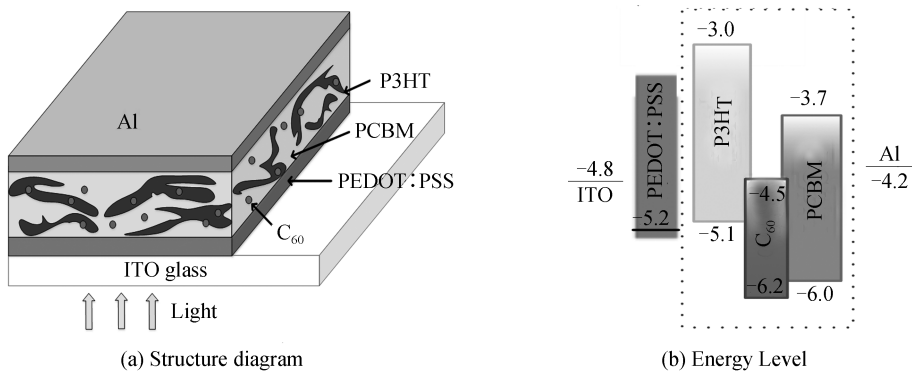 Al
P3HT
PCBM
PEDOT:PSS
C₆₀
ITO glass
Light
(a) Structure diagram
−3.0
−3.7
−4.8
ITO
PEDOT:PSS
−5.2
P3HT
−5.1
−4.5
C₆₀
−6.2
PCBM
−6.0
Al
−4.2
(b) Energy Level